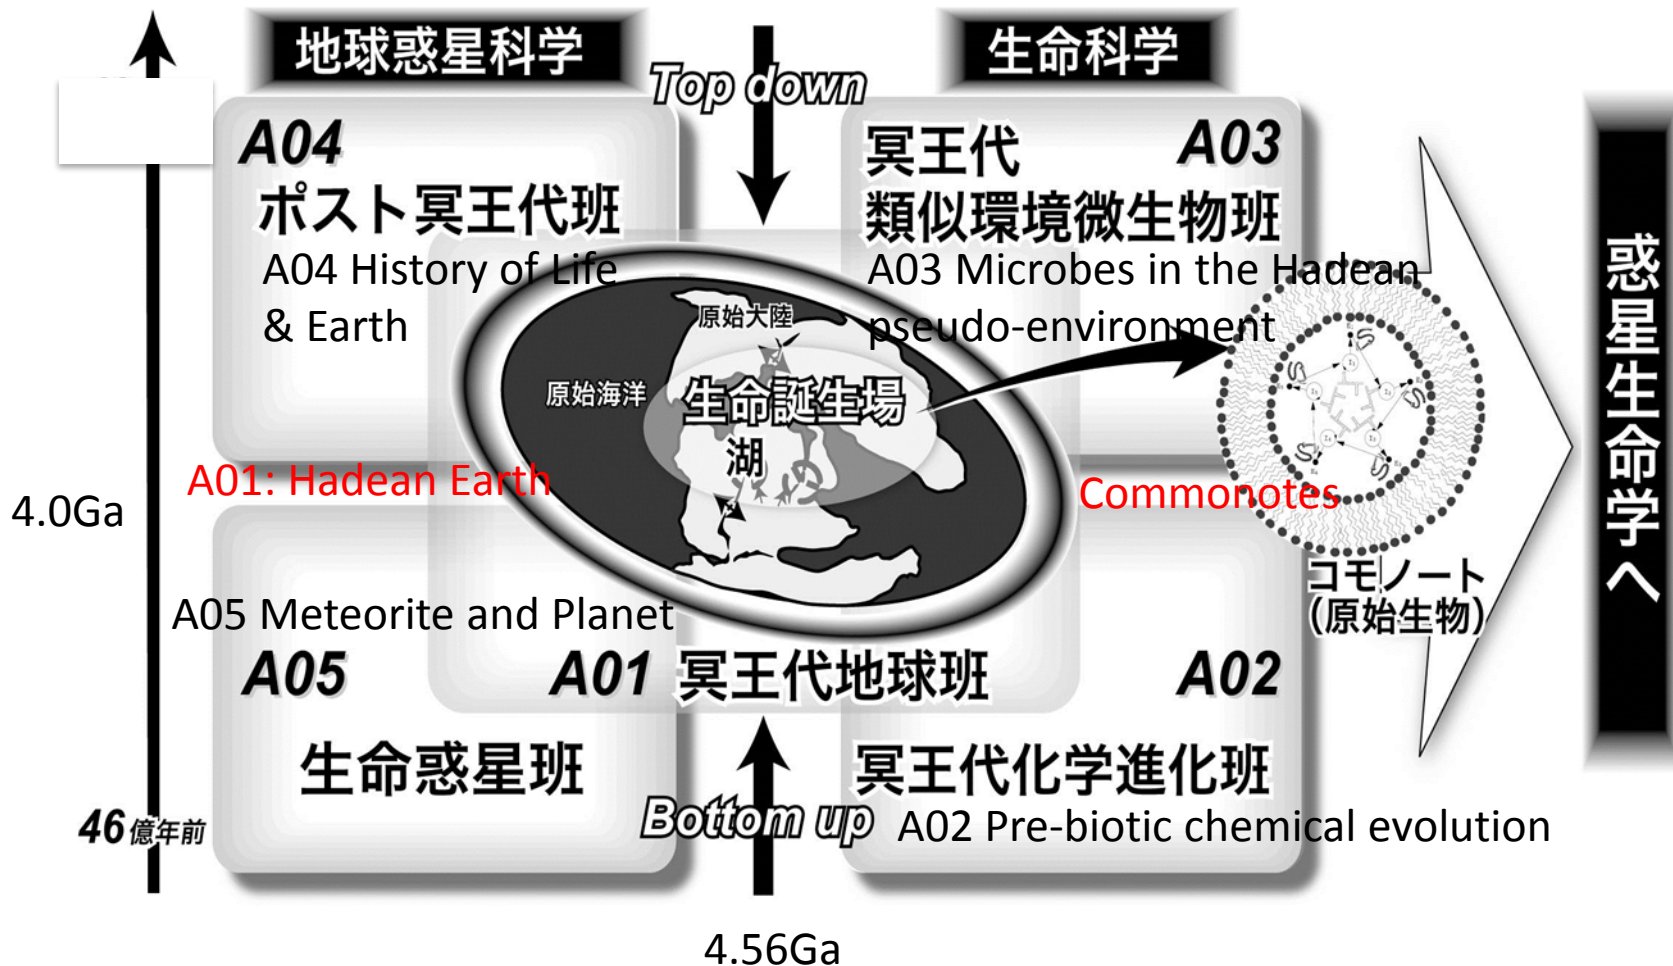 地球惑星科学
生命科学
Top down
A04
ポスト冥王代班
A04 History of Life
& Earth
冥王代
A03
類似環境微生物班
A03 Microbes in the Hadean
pseudo-environment
原始大陸
原始海洋
生命誕生場
湖
A01: Hadean Earth
Commonotes
4.0Ga
コモノート
(原始生物)
惑星生命学へ
A05 Meteorite and Planet
A05
生命惑星班
A01 冥王代地球班
A02
冥王代化学進化班
A02 Pre-biotic chemical evolution
46億年前
Bottom up
4.56Ga